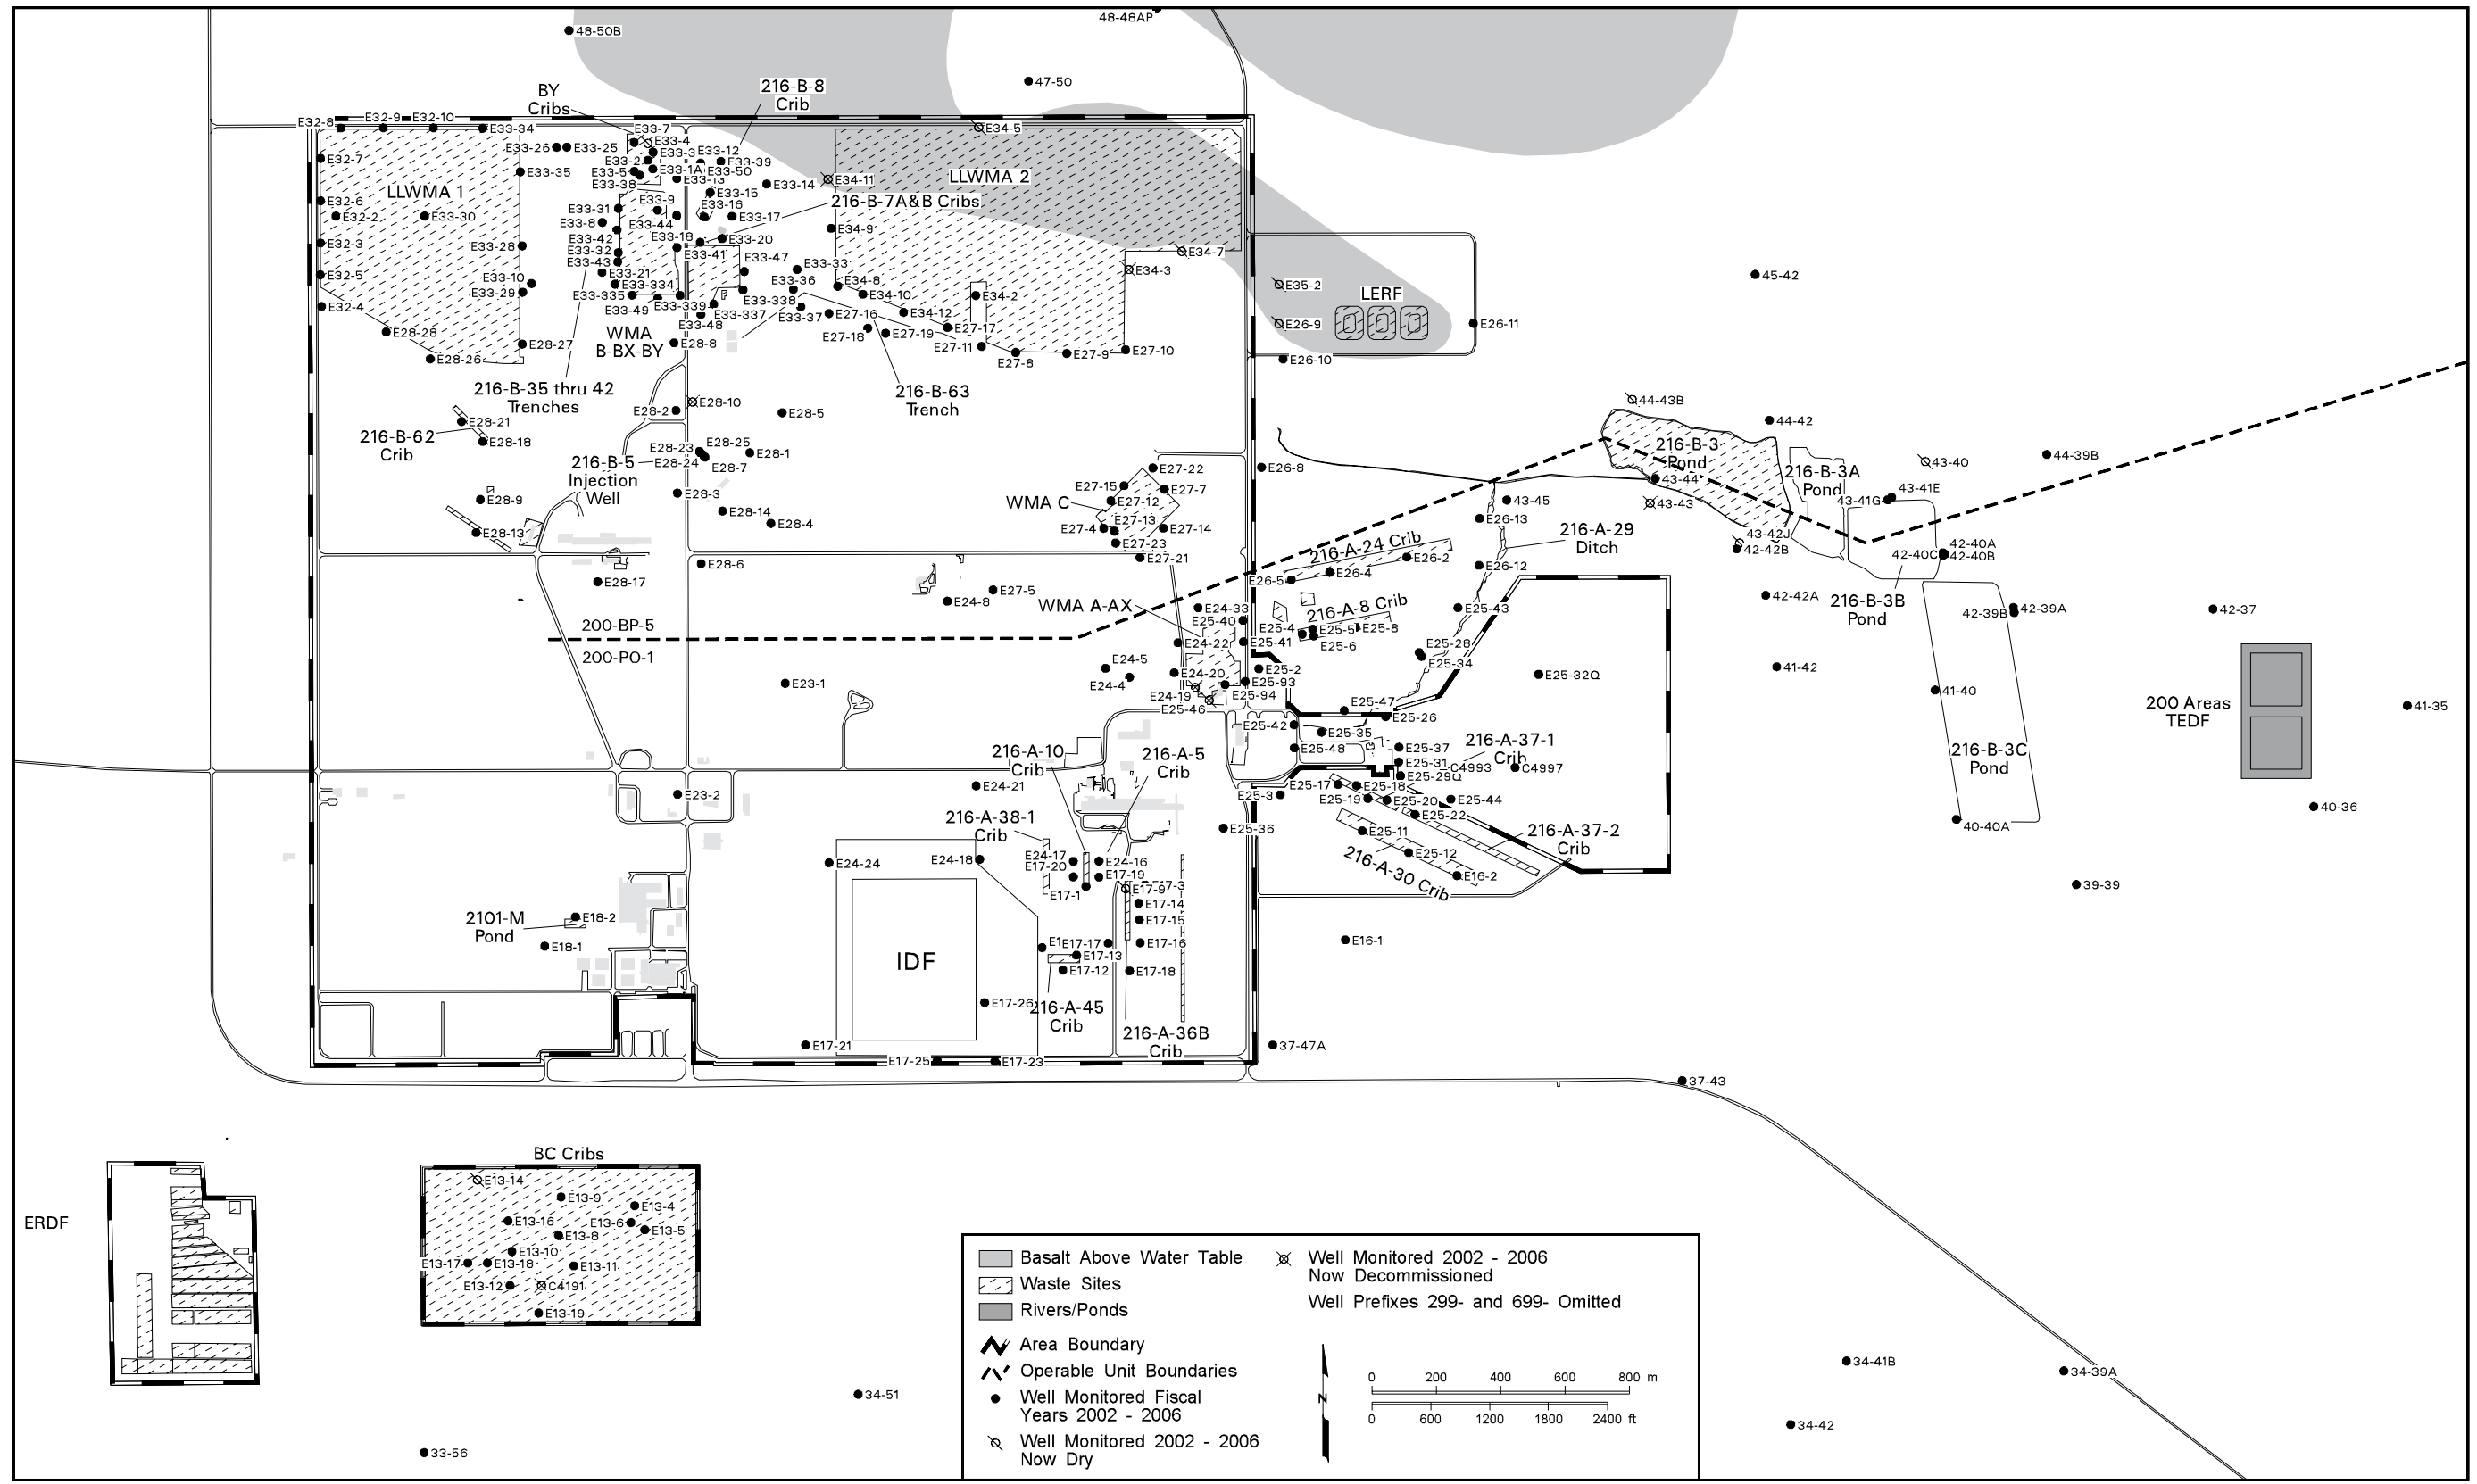 48-50B
48-48AP
47-50
BY
Cribs
216-B-8
Crib
E32-8
E32-9
E32-10
E33-34
E33-7
E33-4
E34-5
E33-26
E33-25
E33-3
E33-12
E33-2
E33-39
E32-7
E33-35
E33-5
E33-1A
E33-50
E33-38
E33-13
E33-14
E34-11
LLWMA 2
LLWMA 1
E33-15
E32-6
E33-9
E33-16
216-B-7A&B Cribs
E32-2
E33-30
E33-31
E33-8
E33-44
E33-17
E34-9
E32-3
E33-28
E33-42
E33-18
E33-20
E33-32
E33-41
E34-7
E33-43
E33-47
E33-33
E34-3
E32-5
E33-21
45-42
E33-10
E33-334
E33-36
E34-8
E35-2
E33-29
E33-335
E33-338
E34-10
E34-2
LERF
E32-4
E33-49
E33-339
E33-337
E33-37
E27-16
E34-12
E33-48
E26-9
E26-11
E28-28
WMA
B-BX-BY
E27-18
E27-19
E27-17
E28-27
E28-8
E27-11
E27-10
E28-26
E27-8
E27-9
E26-10
216-B-35 thru 42
Trenches
216-B-63
Trench
E28-2
E28-10
E28-5
44-43B
E28-21
44-42
216-B-62
Crib
E28-18
E28-25
E28-23
E28-1
216-B-3
Pond
44-39B
216-B-5
Injection
Well
E28-24
E28-7
E27-22
E26-8
43-40
216-B-3A
Pond
43-44
E28-9
E28-3
E27-15
E27-7
WMA C
E27-12
43-45
43-43
43-41G
43-41E
E28-14
E28-4
E27-13
E26-13
E28-13
E27-4
E27-14
216-A-29
Ditch
43-42J
E27-23
216-A-24 Crib
42-42B
42-40A
42-40C
42-40B
E28-6
E27-21
E26-2
E28-17
E26-5
E26-4
E26-12
E27-5
42-42A
216-B-3B
Pond
E24-8
WMA A-AX
E24-33
216-A-8 Crib
E25-43
42-39B
42-39A
42-37
200-BP-5
E25-40
E25-4
E25-5
E25-8
200-PO-1
E24-22
E25-41
E25-6
E25-28
E24-5
E24-20
E25-2
E25-34
41-42
E23-1
E24-4
E25-93
E25-32Q
E24-19
E25-94
41-40
E25-46
E25-47
200 Areas
TEDF
41-35
E25-42
E25-26
E25-35
216-A-10
Crib
216-A-5
Crib
E25-48
E25-37
216-A-37-1
Crib
216-B-3C
Pond
E25-31
C4993
C4997
E25-29Q
E23-2
E24-21
E25-3
E25-17
E25-18
E25-19
E25-20
E25-44
40-36
216-A-38-1
Crib
E25-22
40-40A
E25-36
E25-11
216-A-37-2
Crib
E24-24
E24-18
E24-17
E24-16
216-A-30 Crib
E25-12
E17-20
E17-19
E16-2
39-39
E17-1
E17-9
E17-14
2101-M
Pond
E18-2
E17-15
E18-1
E17-17
E17-16
E16-1
E17-13
IDF
E17-12
E17-18
E17-26
216-A-45
Crib
216-A-36B
Crib
E17-21
E17-25
E17-23
37-47A
37-43
BC Cribs
E13-14
E13-9
E13-4
ERDF
E13-16
E13-6
E13-5
E13-8
E13-10
E13-17
E13-18
E13-11
E13-12
C4191
E13-19
Basalt Above Water Table
Waste Sites
Rivers/Ponds
Area Boundary
Operable Unit Boundaries
Well Monitored Fiscal
Years 2002 - 2006
Well Monitored 2002 - 2006
Now Dry
Well Monitored 2002 - 2006
Now Decommissioned
Well Prefixes 299- and 699- Omitted
N
0 200 400 600 800 m
0 600 1200 1800 2400 ft
34-41B
34-39A
34-51
34-42
33-56